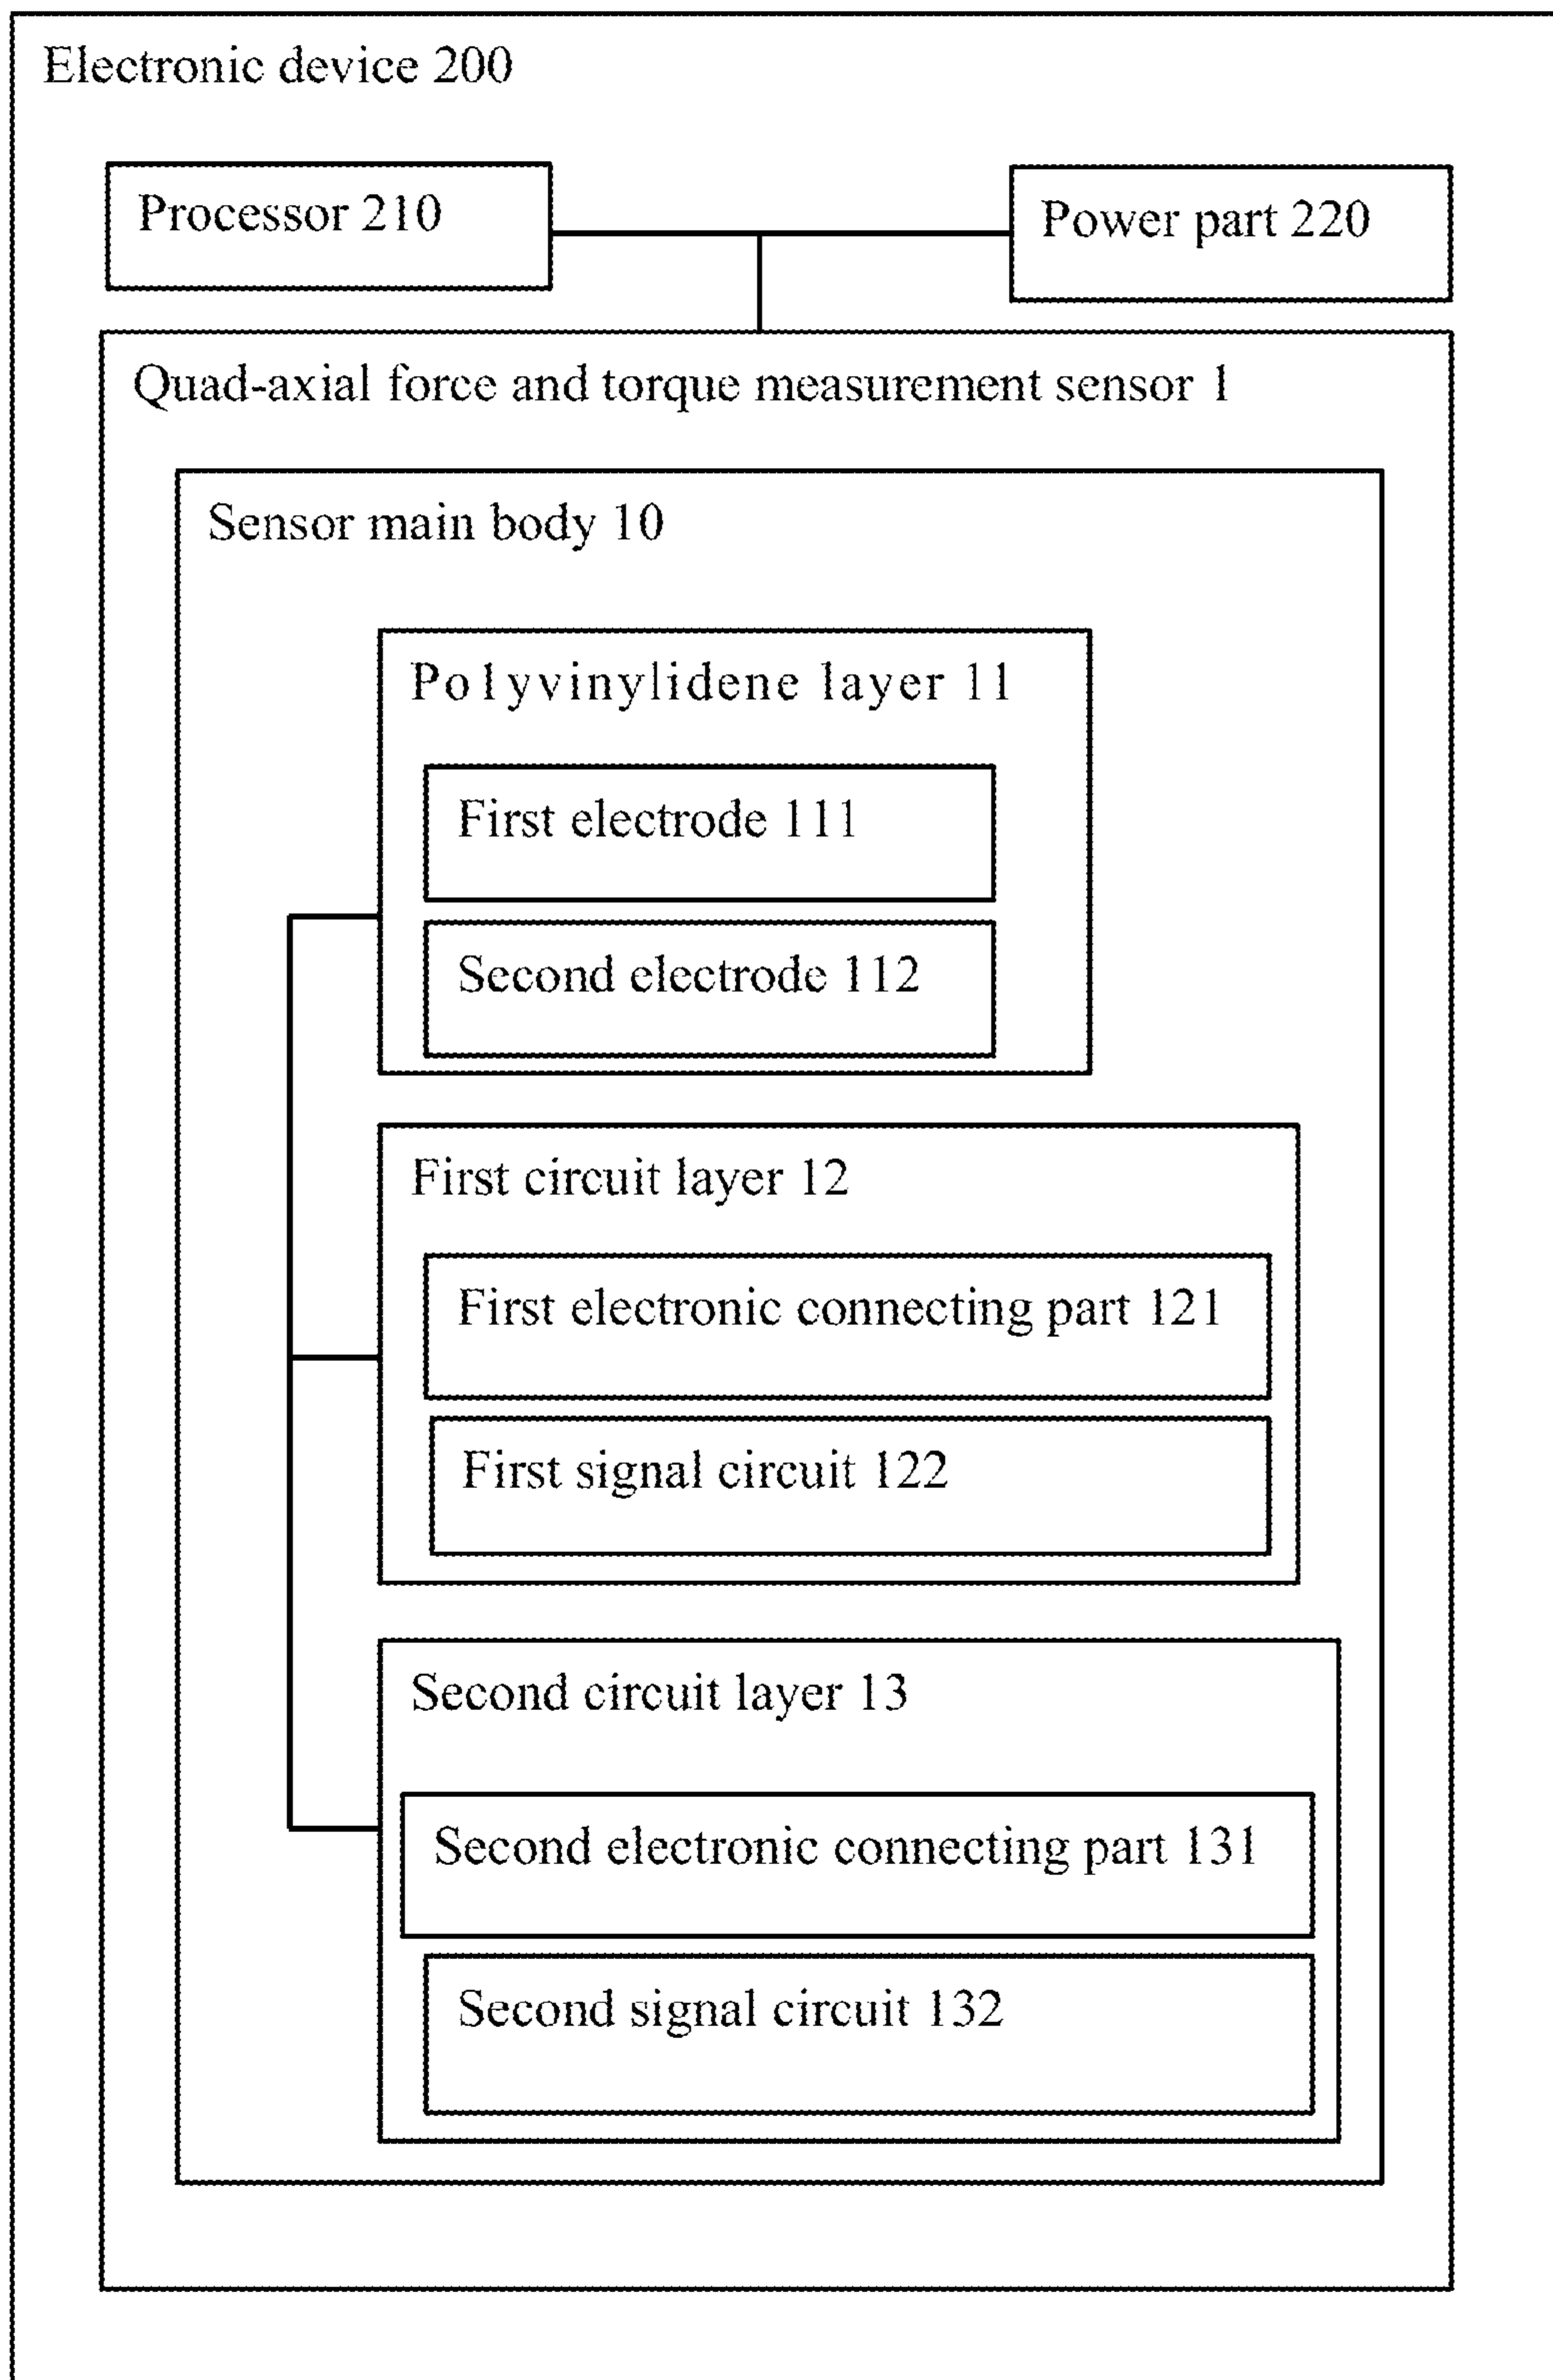 Electronic device 200
Processor 210
Power part 220
Quad-axial force and torque measurement sensor 1
Sensor main body 10
Polyvinylidene layer 11
First electrode 111
Second electrode 112
First circuit layer 12
First electronic connecting part 121
First signal circuit 122
Second circuit layer 13
Second electronic connecting part 131
Second signal circuit 132